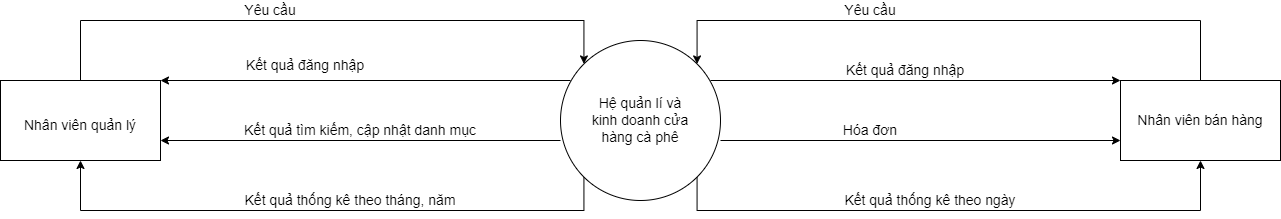 Yêu cầu
Yêu cầu
Kết quả đăng nhập
Kết quả đăng nhập
Nhân viên quản lý
Hệ quản lí và
kinh doanh cửa
hàng cà phê
Nhân viên bán hàng
Kết quả tìm kiếm, cập nhật danh mục
Hóa đơn
Kết quả thống kê theo tháng, năm
Kết quả thống kê theo ngày